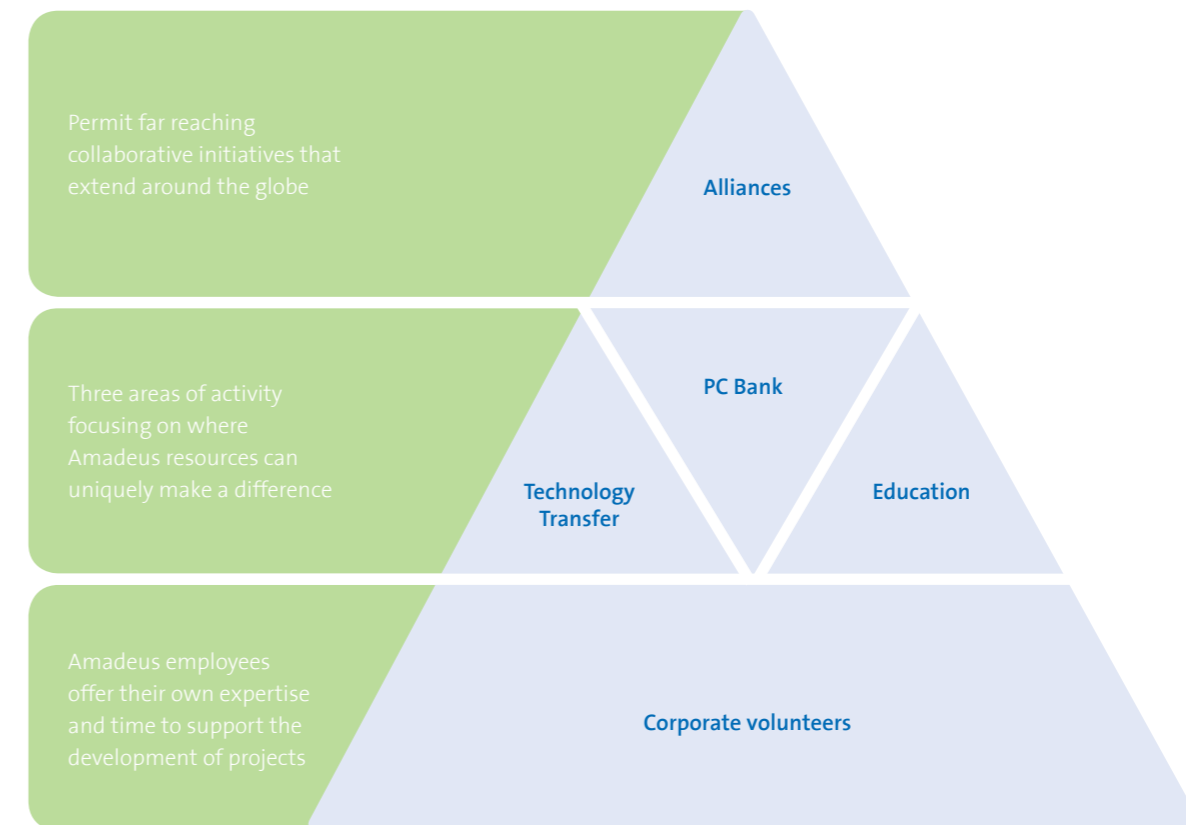 Permit far reaching
collaborative initiatives that
extend around the globe
Alliances
Three areas of activity
focusing on where
Amadeus resources can
uniquely make a difference
PC Bank
Technology
Transfer
Education
Amadeus employees
offer their own expertise
and time to support the
development of projects
Corporate volunteers